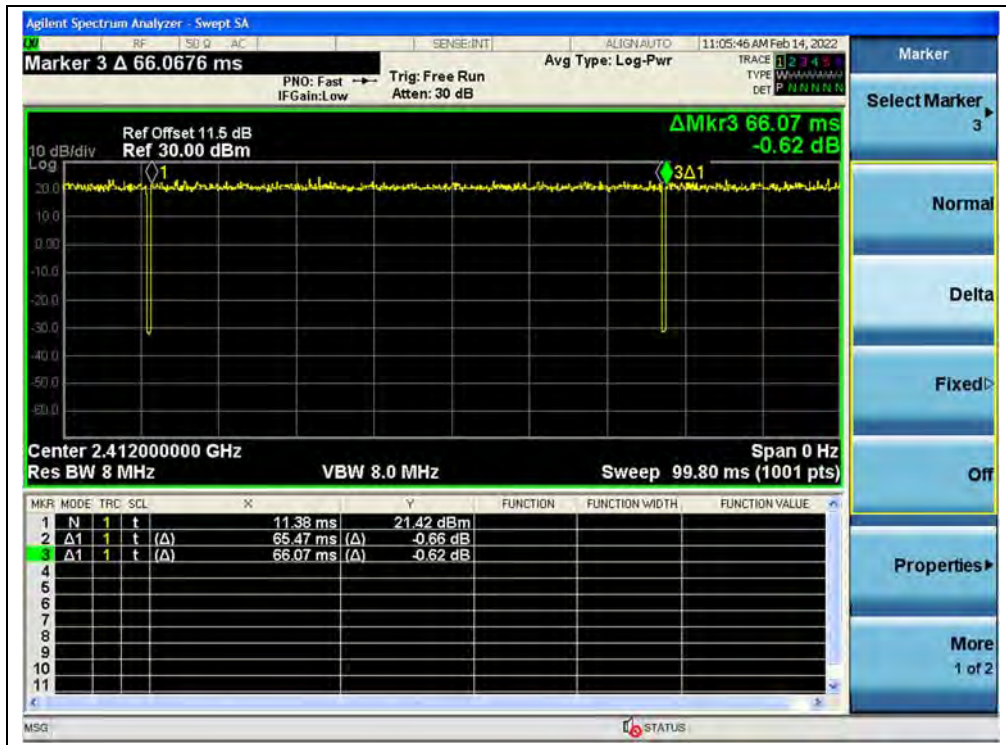 Agilent Spectrum Analyzer - Swept SA
RF 50 Ω AC SENSE:INT ALIGN AUTO 11:05:46 AM Feb 14, 2022
Marker 3 Δ 66.0676 ms
PNO: Fast Trig: Free Run Avg Type: Log-Pwr TRACE 1 2 3 4 5 6
IFGain:Low Atten: 30 dB TYPE W
DET P N N N N N
Marker
Select Marker
3
Normal
Delta
Fixed
Off
Properties
More
1 of 2
ΔMkr3 66.07 ms
-0.62 dB
Ref Offset 11.5 dB
10 dB/div Ref 30.00 dBm
Log
1
3Δ1
20.0
10.0
0.00
-10.0
-20.0
-30.0
-40.0
-50.0
-60.0
Center 2.412000000 GHz Span 0 Hz
Res BW 8 MHz VBW 8.0 MHz Sweep 99.80 ms (1001 pts)
MKR MODE TRC SCL X Y FUNCTION FUNCTION WIDTH FUNCTION VALUE
1 N 1 t 11.38 ms 21.42 dBm
2 Δ1 1 t (Δ) 65.47 ms (Δ) -0.66 dB
3 Δ1 1 t (Δ) 66.07 ms (Δ) -0.62 dB
4
5
6
7
8
9
10
11
MSG STATUS